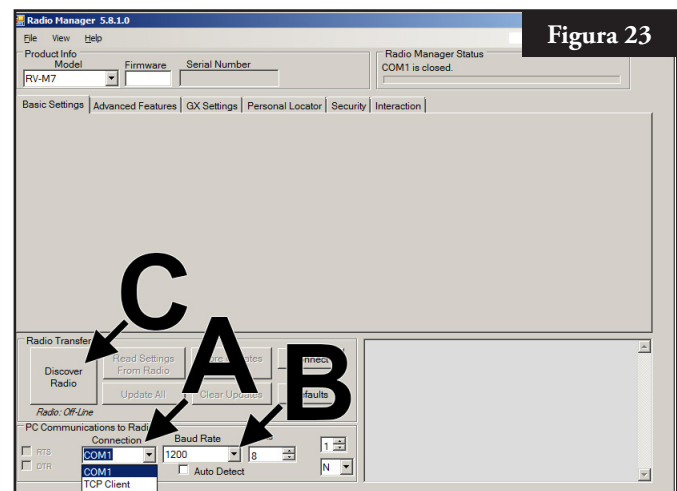 Radio Manager 5.8.1.0
Figura 23
File View Help
Product Info
Model Firmware Serial Number
RV-M7
Radio Manager Status
COM1 is closed.
Basic Settings Advanced Features GX Settings Personal Locator Security Interaction
C
A
B
Radio Transfer
Discover Radio
Read Settings From Radio
Connect
Update All
Clear Updates
Radio: Off-Line
PC Communications to Radio
Connection Baud Rate
RTS
COM1 1200 8 1
DTR
Auto Detect
N
COM1
TCP Client